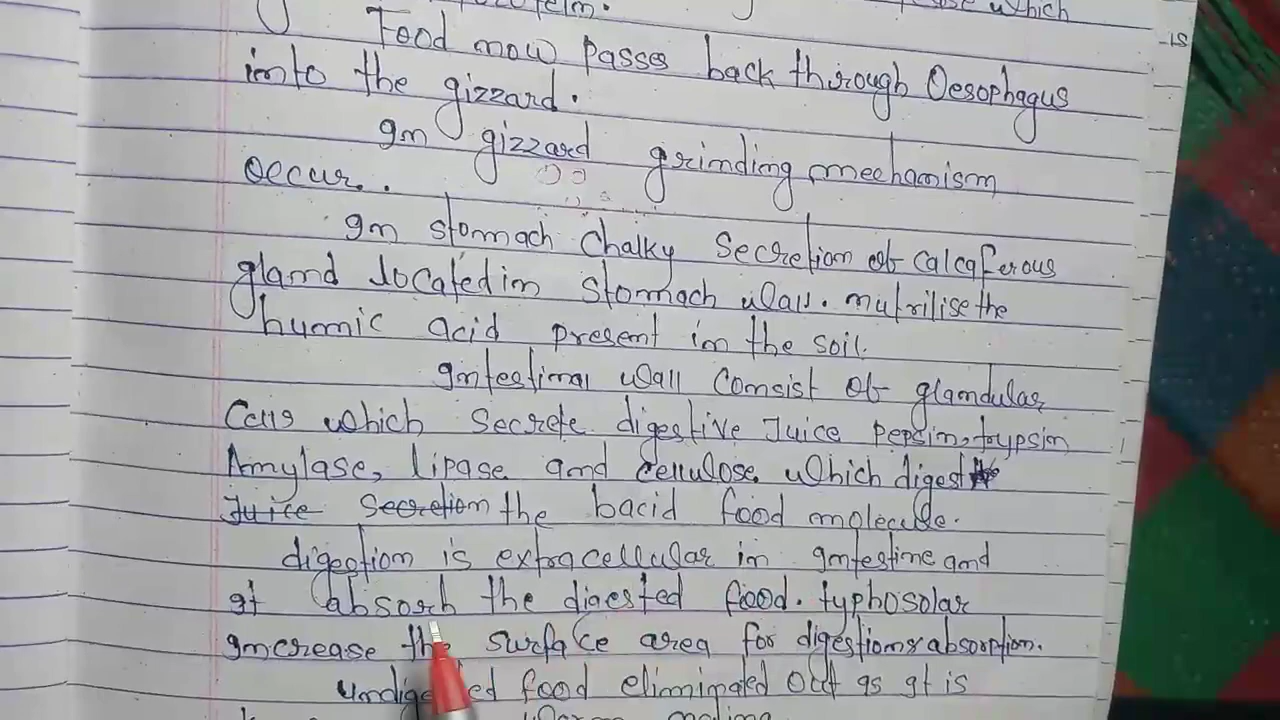 which
Food now passes back through Oesophagus
into the gizzard.
In gizzard grinding mechanism
occur.
In stomach Chalky Secretion of Calcaferous
gland located in stomach wall. nutrilise the
humic acid present in the soil.
Intestinal wall Consist of glandular
Cells which secrete digestive Juice pepsin, trypsin
Amylase, lipase and cellulose. which digest the
Juice secretion the bacid food molecule.
digestion is extracellular in Intestine and
It absorb the digested food. typhosolar
Increase the surface area for digestion & absorption.
undigested food eliminated out as It is